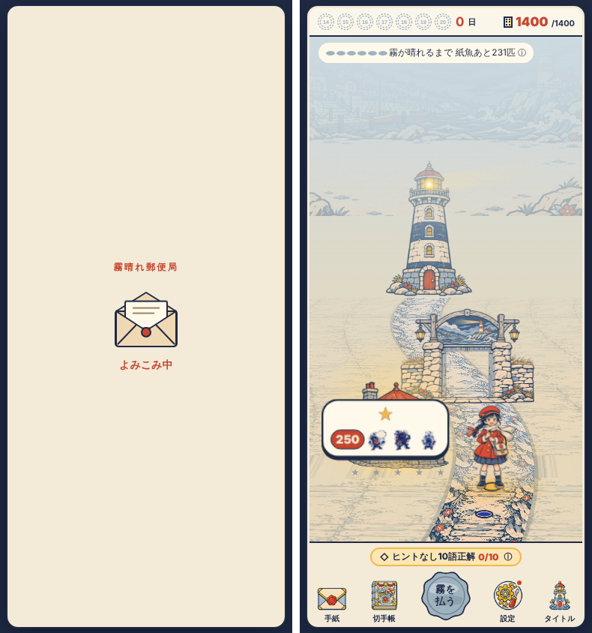 霧晴れ郵便局
よみこみ中
14 15 16 17 18 19 20 0 日 1400 /1400
霧が晴れるまで 紙魚あと231匹 ⓘ
250
◇ ヒントなし10語正解 0/10 ⓘ
霧を
払う
手紙 切手帳 設定 タイトル